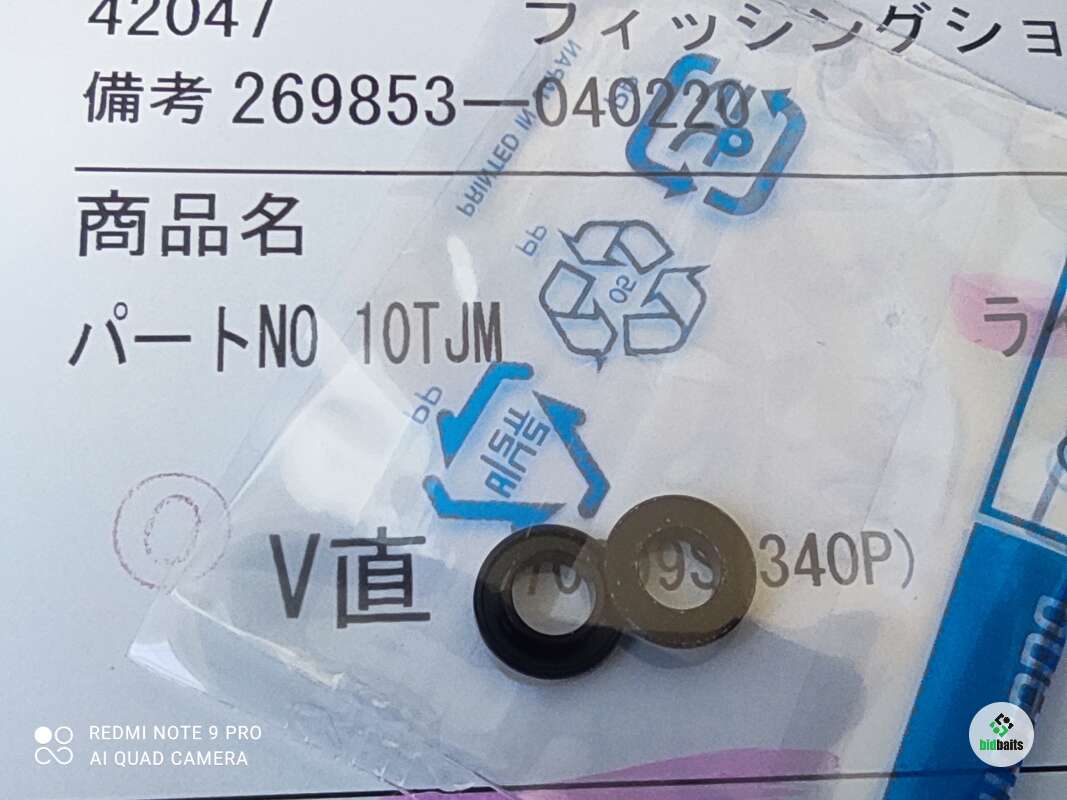 42047 フィッシングショ
備考 269853—040220
PRINTED IN JAPAN
商品名
PP
05
パートNO 10TJM
PP
V直
9S 340P)
REDMI NOTE 9 PRO
AI QUAD CAMERA
bidbaits